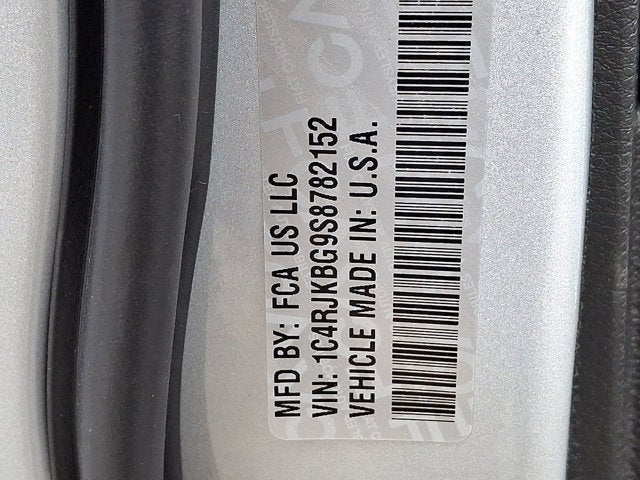 MFD BY: FCA US LLC
VIN: 1C4RJKBG9S8782152
VEHICLE MADE IN: U.S.A.